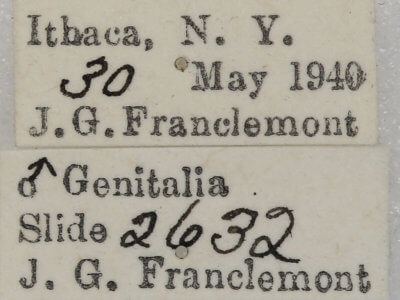 Ithaca, N. Y.
30 May 1940
J.G.Franclemont
♂ Genitalia
Slide 2632
J. G. Franclemont